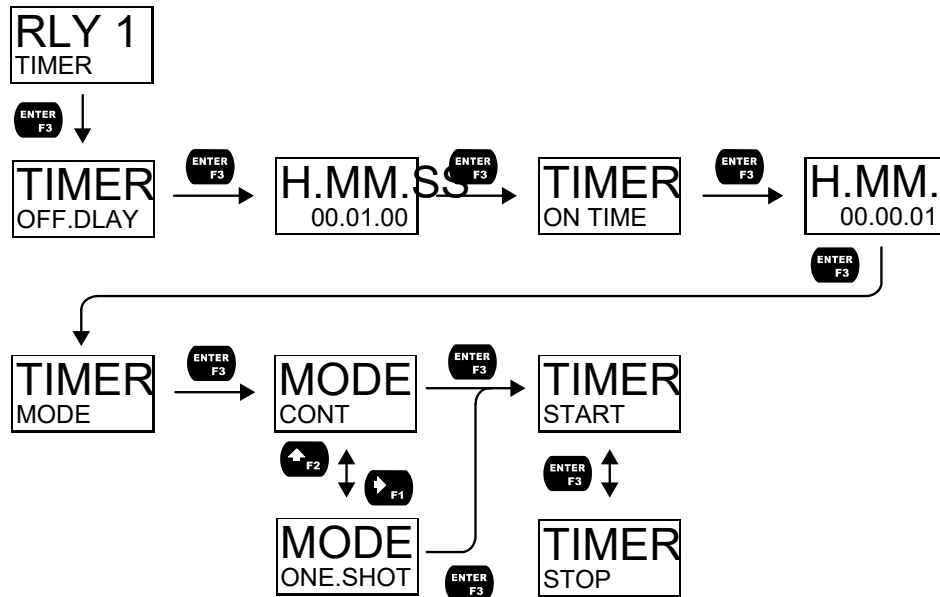 RLY 1
TIMER
ENTER
F3
TIMER
OFF.DLAY
ENTER
F3
H.MM.SS
00.01.00
ENTER
F3
TIMER
ON TIME
ENTER
F3
H.MM.
00.00.01
ENTER
F3
TIMER
MODE
ENTER
F3
MODE
CONT
ENTER
F3
TIMER
START
F2
F1
ENTER
F3
MODE
ONE.SHOT
ENTER
F3
TIMER
STOP